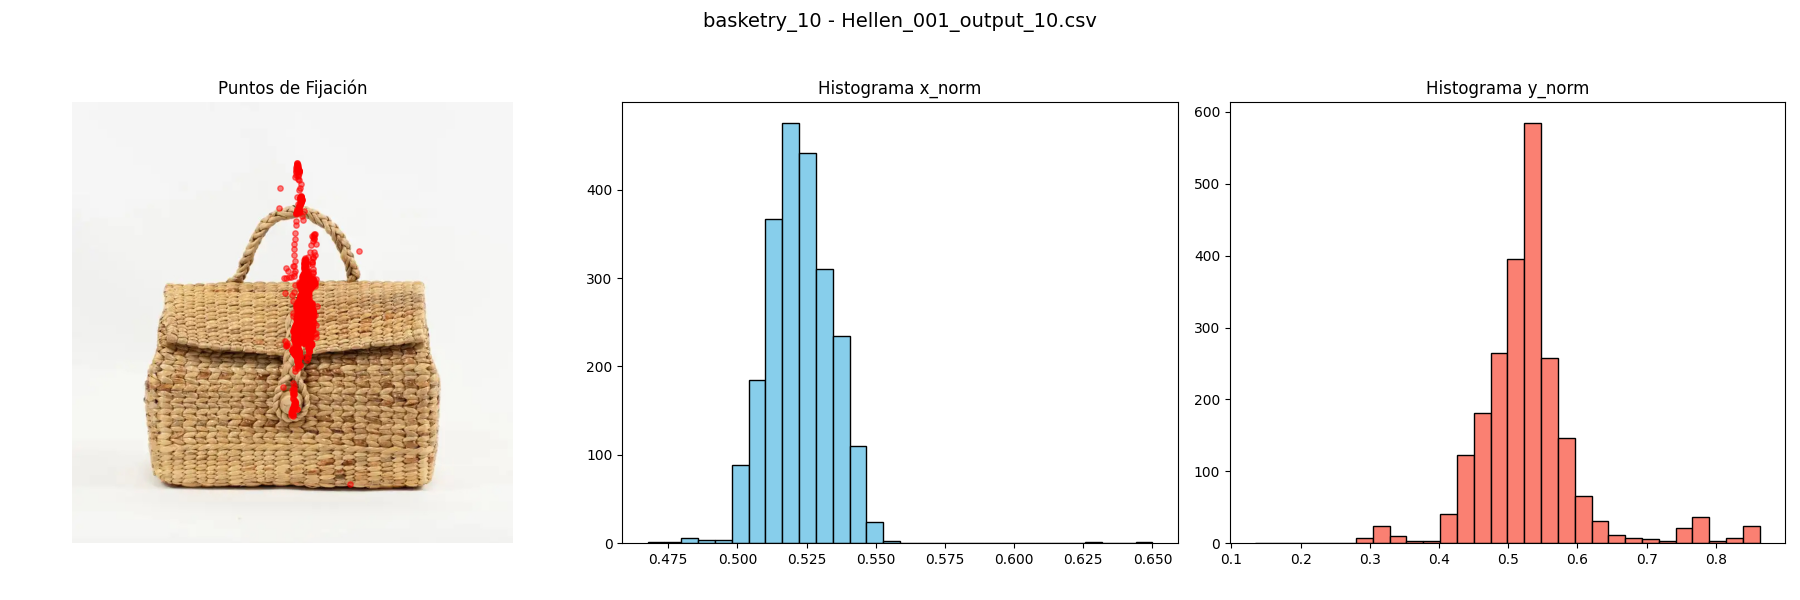 basketry_10 - Hellen_001_output_10.csv
Puntos de Fijación
Histograma x_norm
400
300
200
100
0
0.475 0.500 0.525 0.550 0.575 0.600 0.625 0.650
Histograma y_norm
600
500
400
300
200
100
0
0.1 0.2 0.3 0.4 0.5 0.6 0.7 0.8